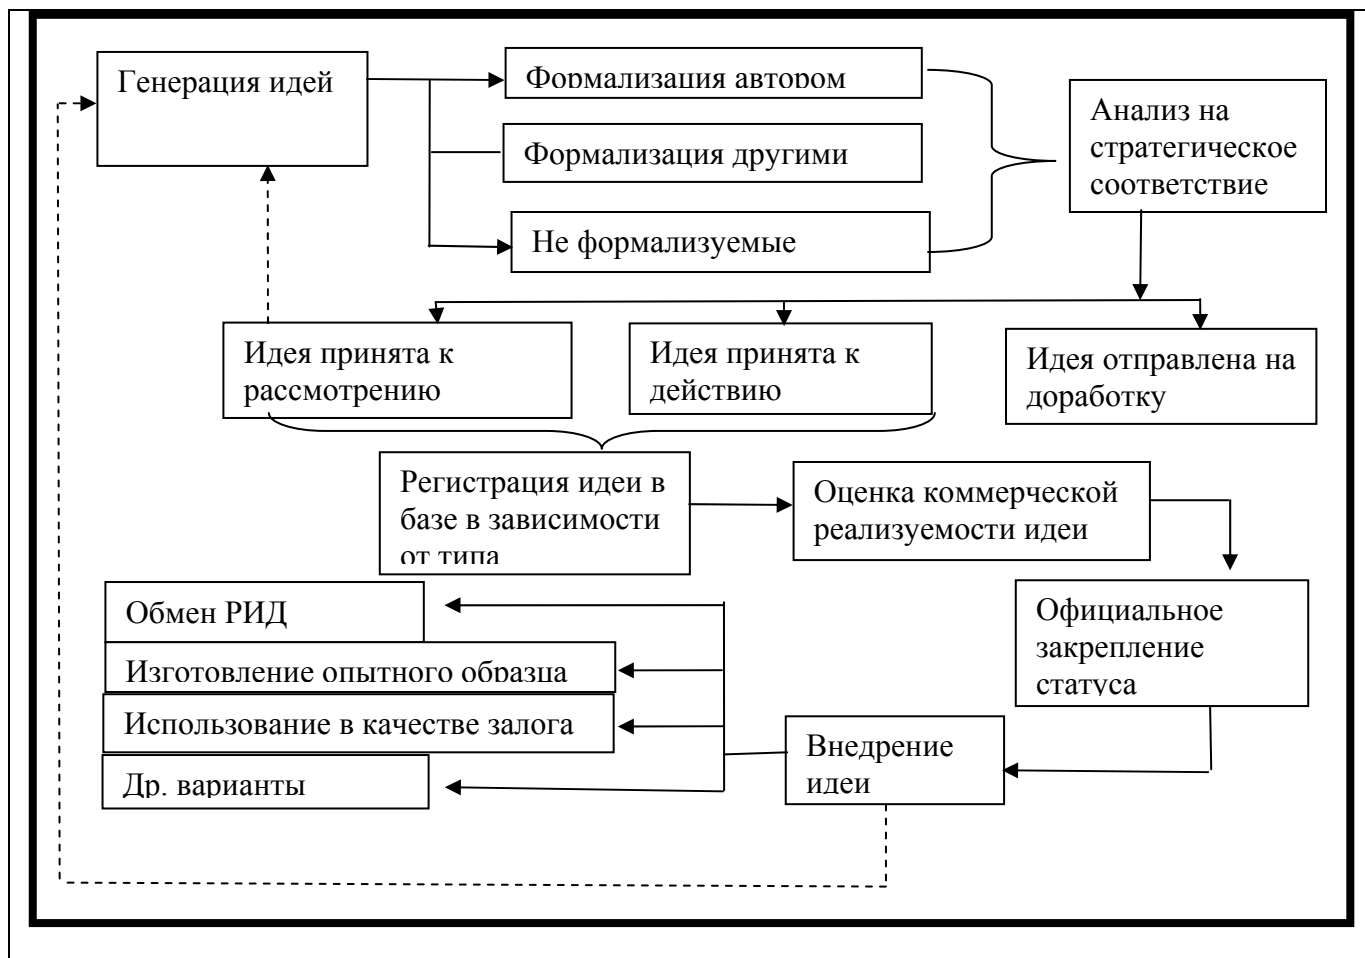 Генерация идей
Формализация автором
Формализация другими
Не формализуемые
Анализ на
стратегическое
соответствие
Идея принята к
рассмотрению
Идея принята к
действию
Идея отправлена на
доработку
Регистрация идеи в
базе в зависимости
от типа
Оценка коммерческой
реализуемости идеи
Официальное
закрепление
статуса
Обмен РИД
Изготовление опытного образца
Использование в качестве залога
Др. варианты
Внедрение
идеи